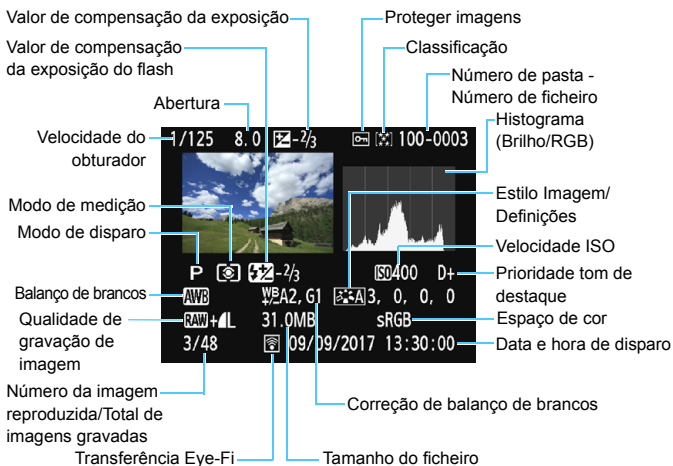 Valor de compensação da exposição
Proteger imagens
Valor de compensação
da exposição do flash
Classificação
Número de pasta -
Número de ficheiro
Abertura
Histograma
(Brilho/RGB)
Velocidade do
obturador
1/125 8.0 -2/3 100-0003
Modo de medição
Estilo Imagem/
Definições
Modo de disparo
Velocidade ISO
P -2/3 ISO400 D+
Prioridade tom de
destaque
Balanço de brancos
AWB WB A2, G1 A 3, 0, 0, 0
Qualidade de
gravação de
imagem
RAW+L 31.0MB sRGB
Espaço de cor
3/48 09/09/2017 13:30:00
Data e hora de disparo
Número da imagem
reproduzida/Total de
imagens gravadas
Correção de balanço de brancos
Transferência Eye-Fi
Tamanho do ficheiro